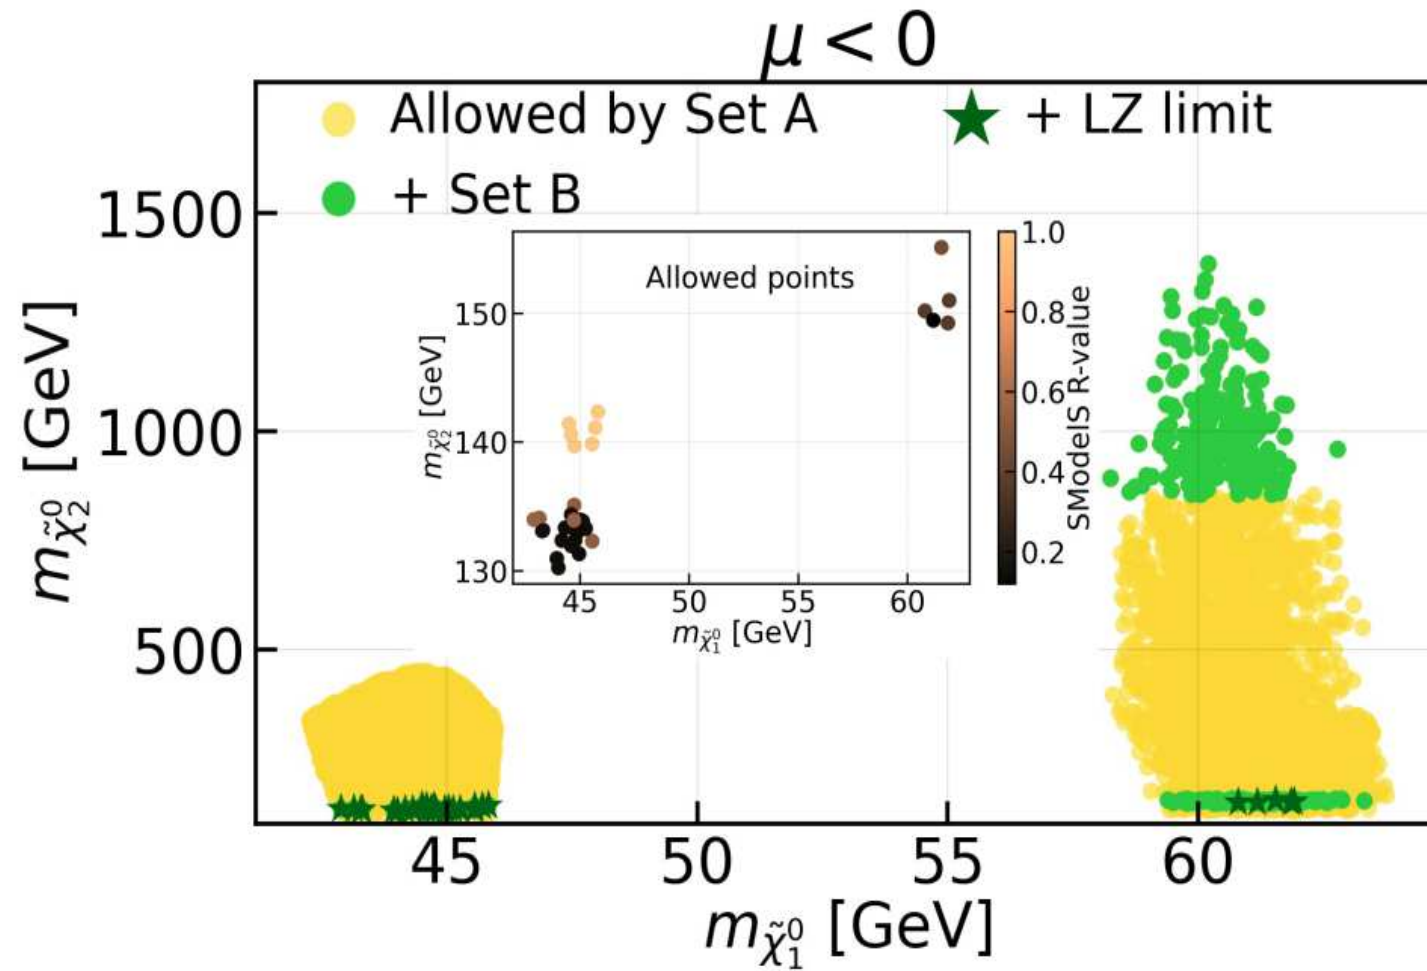 μ < 0
Allowed by Set A
+ LZ limit
+ Set B
1500
1000
500
m_{χ̃⁰₂} [GeV]
Allowed points
150
140
130
m_{χ̃⁰₂} [GeV]
45 50 55 60
m_{χ̃⁰₁} [GeV]
1.0
0.8
0.6
0.4
0.2
SModelS R-value
45 50 55 60
m_{χ̃⁰₁} [GeV]